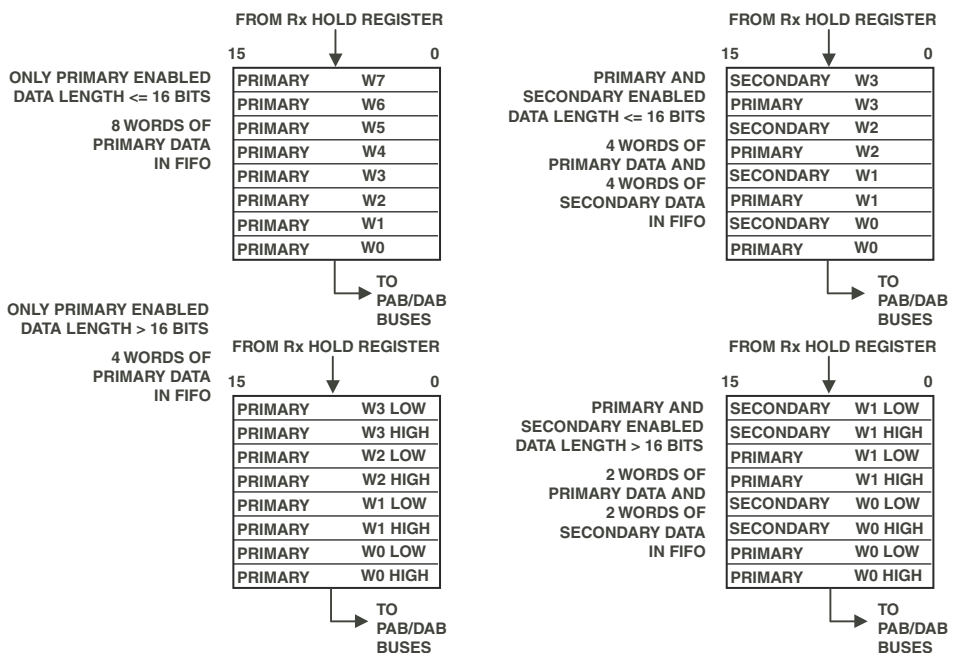 FROM Rx HOLD REGISTER
15 0
ONLY PRIMARY ENABLED
DATA LENGTH <= 16 BITS
8 WORDS OF
PRIMARY DATA
IN FIFO
PRIMARY W7
PRIMARY W6
PRIMARY W5
PRIMARY W4
PRIMARY W3
PRIMARY W2
PRIMARY W1
PRIMARY W0
TO
PAB/DAB
BUSES
FROM Rx HOLD REGISTER
15 0
PRIMARY AND
SECONDARY ENABLED
DATA LENGTH <= 16 BITS
4 WORDS OF
PRIMARY DATA AND
4 WORDS OF
SECONDARY DATA
IN FIFO
SECONDARY W3
PRIMARY W3
SECONDARY W2
PRIMARY W2
SECONDARY W1
PRIMARY W1
SECONDARY W0
PRIMARY W0
TO
PAB/DAB
BUSES
ONLY PRIMARY ENABLED
DATA LENGTH > 16 BITS
4 WORDS OF
PRIMARY DATA
IN FIFO
FROM Rx HOLD REGISTER
15 0
PRIMARY W3 LOW
PRIMARY W3 HIGH
PRIMARY W2 LOW
PRIMARY W2 HIGH
PRIMARY W1 LOW
PRIMARY W1 HIGH
PRIMARY W0 LOW
PRIMARY W0 HIGH
TO
PAB/DAB
BUSES
FROM Rx HOLD REGISTER
15 0
PRIMARY AND
SECONDARY ENABLED
DATA LENGTH > 16 BITS
2 WORDS OF
PRIMARY DATA AND
2 WORDS OF
SECONDARY DATA
IN FIFO
SECONDARY W1 LOW
SECONDARY W1 HIGH
PRIMARY W1 LOW
PRIMARY W1 HIGH
SECONDARY W0 LOW
SECONDARY W0 HIGH
PRIMARY W0 LOW
PRIMARY W0 HIGH
TO
PAB/DAB
BUSES